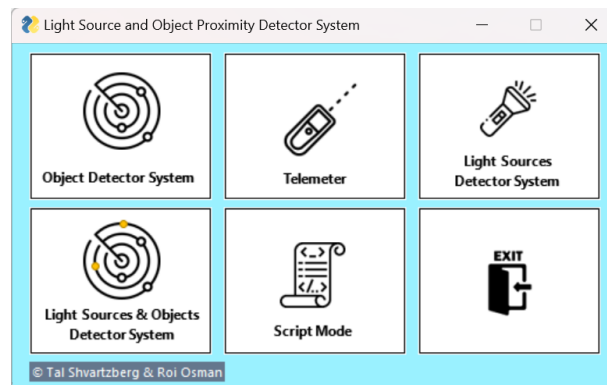 Light Source and Object Proximity Detector System
Object Detector System
Telemeter
Light Sources
Detector System
Light Sources & Objects
Detector System
<_>
</..>
Script Mode
EXIT
© Tal Shvartzberg & Roi Osman